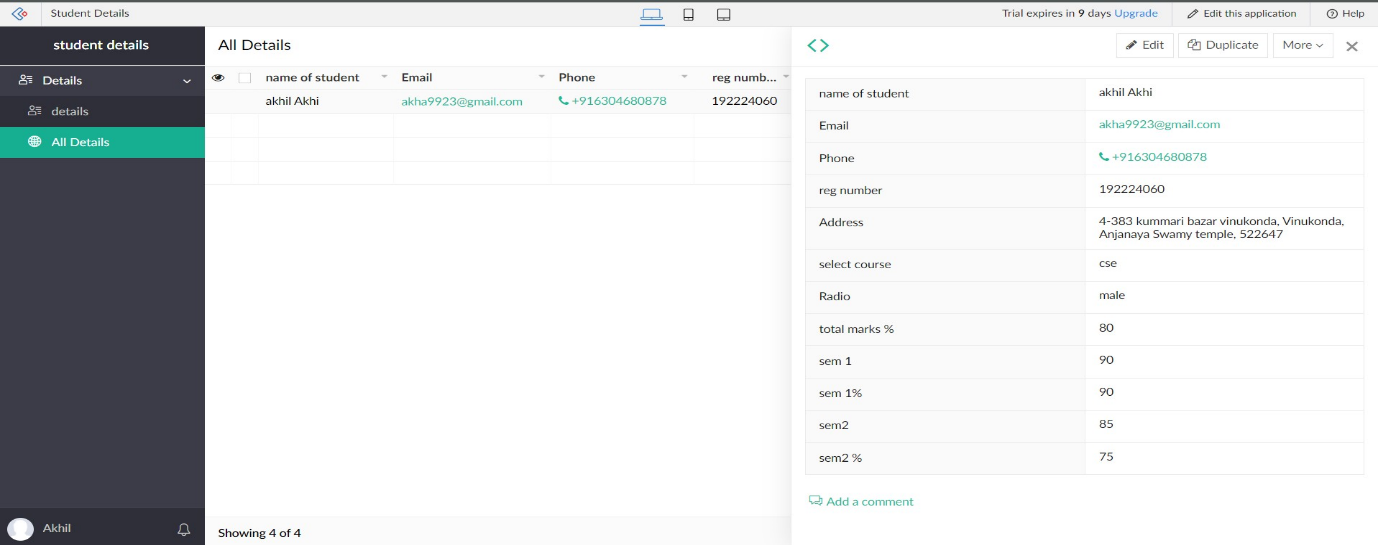 Student Details
Trial expires in 9 days Upgrade
Edit this application
Help
student details
Details
details
All Details
Akhil
All Details
name of student Email Phone reg numb...
akhil Akhi akha9923@gmail.com +916304680878 192224060
Showing 4 of 4
Edit Duplicate More
name of student akhil Akhi
Email akha9923@gmail.com
Phone +916304680878
reg number 192224060
Address 4-383 kummari bazar vinukonda, Vinukonda,
Anjanaya Swamy temple, 522647
select course cse
Radio male
total marks % 80
sem 1 90
sem 1% 90
sem2 85
sem2 % 75
Add a comment